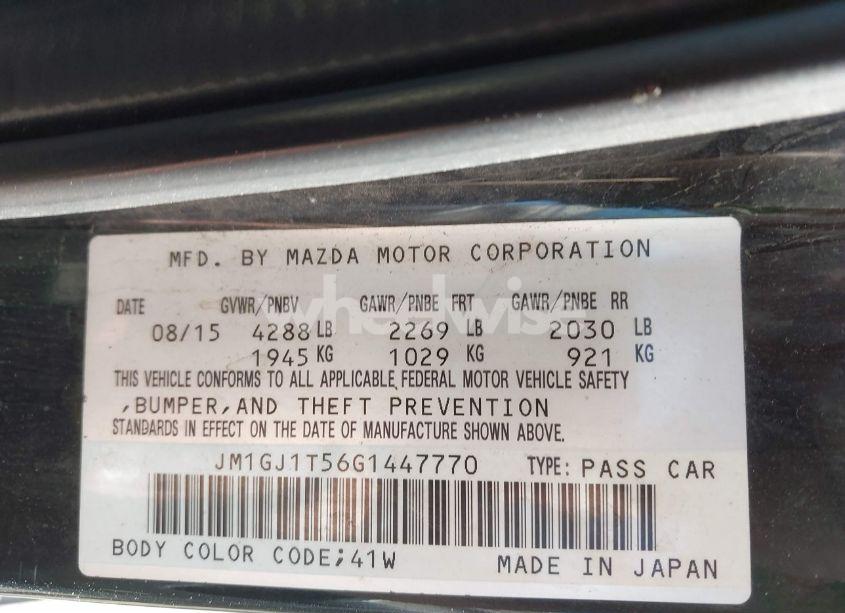 MFD. BY MAZDA MOTOR CORPORATION
DATE GVWR/PNBV GAWR/PNBE FRT GAWR/PNBE RR
08/15 4288 LB 2269 LB 2030 LB
1945 KG 1029 KG 921 KG
THIS VEHICLE CONFORMS TO ALL APPLICABLE FEDERAL MOTOR VEHICLE SAFETY
,BUMPER,AND THEFT PREVENTION
STANDARDS IN EFFECT ON THE DATE OF MANUFACTURE SHOWN ABOVE.
JM1GJ1T56G1447770 TYPE: PASS CAR
BODY COLOR CODE;41W MADE IN JAPAN